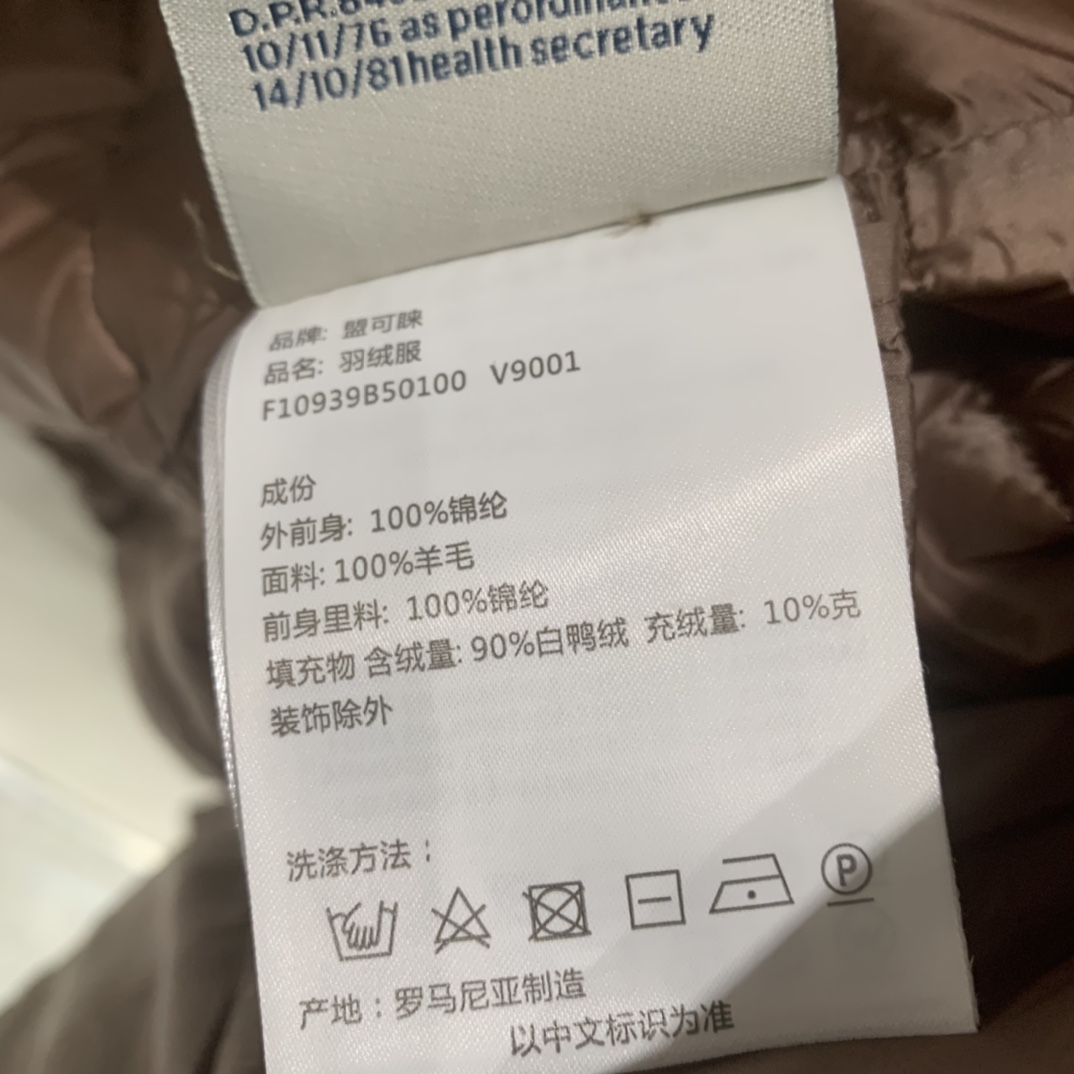 10/11/76 as per
14/10/81health secretary
品牌: 盟可睐
品名: 羽绒服
F10939B50100 V9001
成份
外前身: 100%锦纶
面料: 100%羊毛
前身里料: 100%锦纶
填充物 含绒量: 90%白鸭绒 充绒量: 10%克
装饰除外
洗涤方法：
P
产地：罗马尼亚制造
以中文标识为准